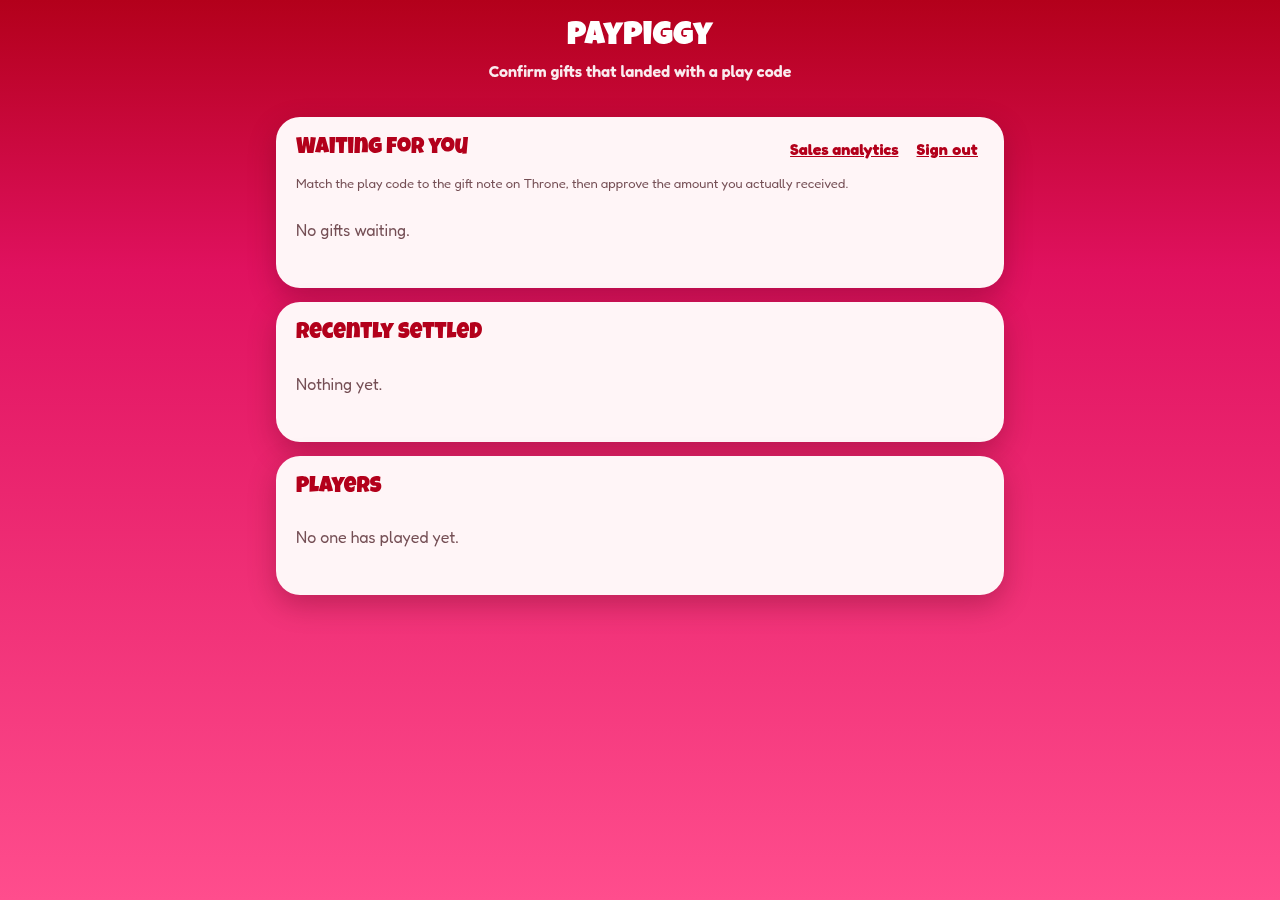 PAYPIGGY
Confirm gifts that landed with a play code
Waiting for you
Sales analytics Sign out
Match the play code to the gift note on Throne, then approve the amount you actually received.
No gifts waiting.
Recently settled
Nothing yet.
Players
No one has played yet.